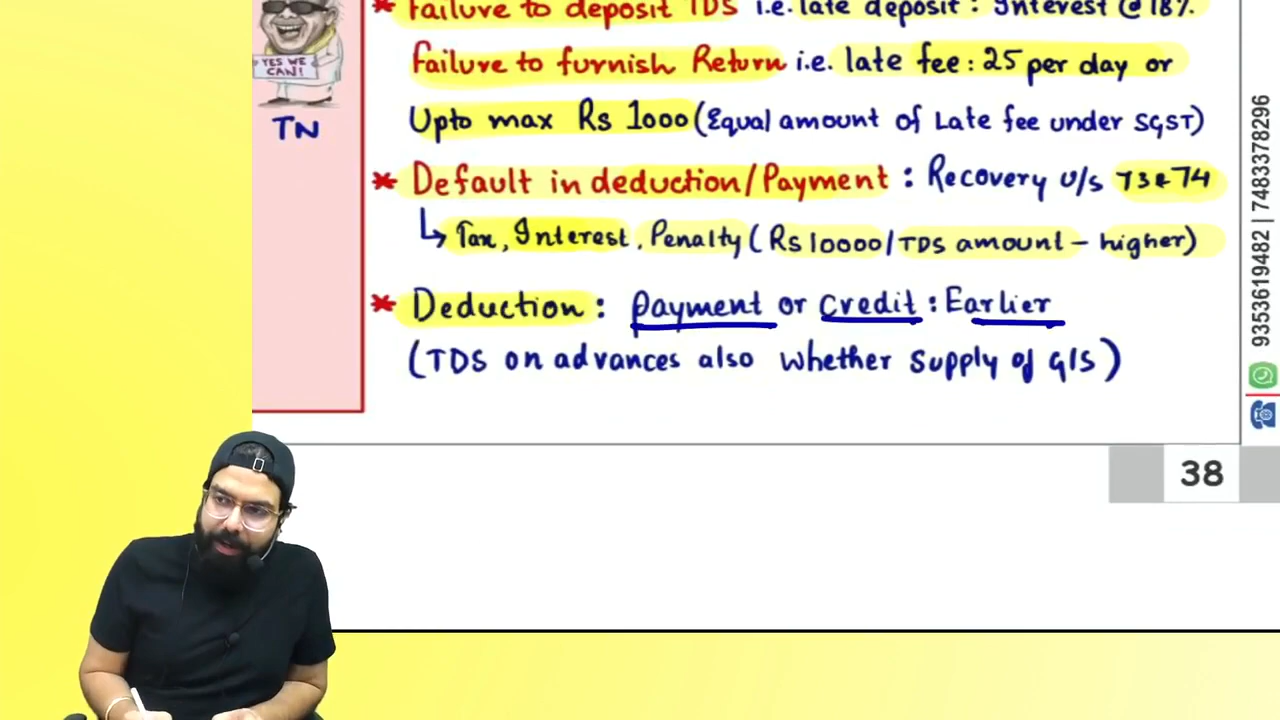 * Failure to deposit TDS i.e. late deposit : Interest @ 18%
Failure to furnish Return i.e. late fee : 25 per day or
YES WE CAN!
Upto max Rs 1000 (Equal amount of Late fee under SGST)
TN
* Default in deduction/Payment : Recovery u/s 73 & 74
↳ Tax, Interest, Penalty (Rs 10000/TDS amount - higher)
* Deduction : payment or credit : Earlier
(TDS on advances also whether supply of G/S)
9353619482 | 7483378296
38